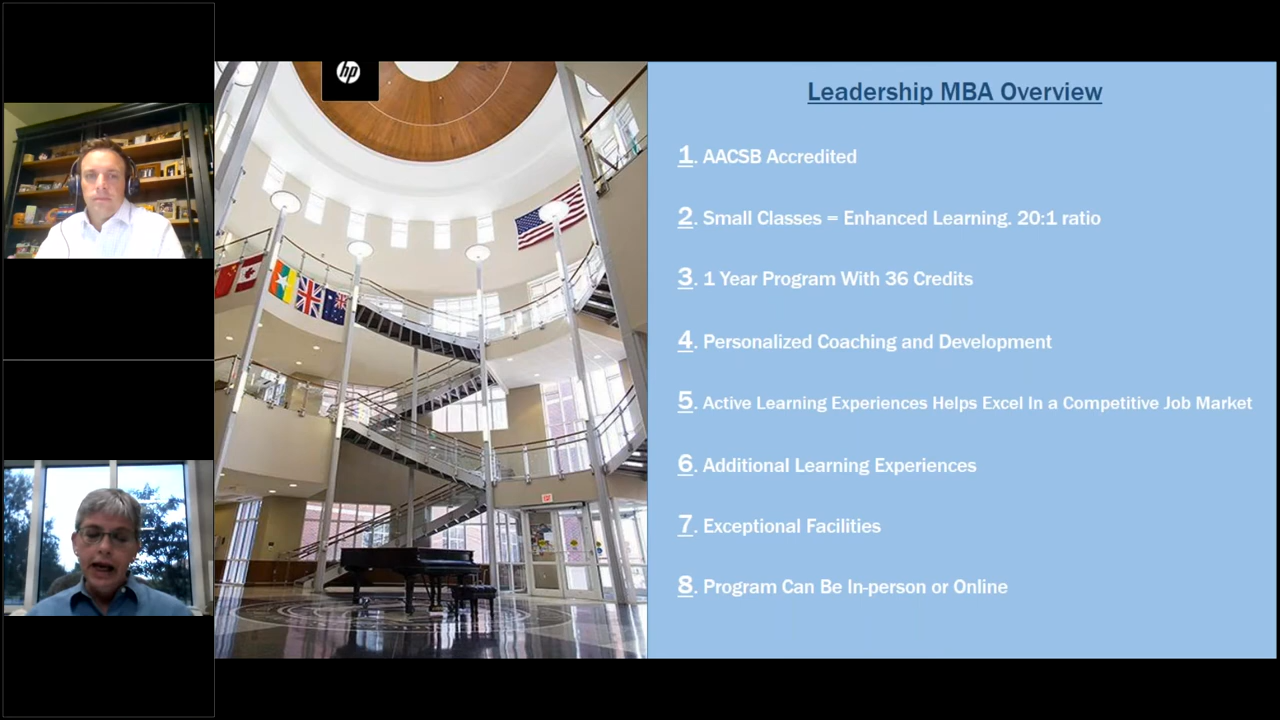 hp
Leadership MBA Overview
1. AACSB Accredited
2. Small Classes = Enhanced Learning. 20:1 ratio
3. 1 Year Program With 36 Credits
4. Personalized Coaching and Development
5. Active Learning Experiences Helps Excel In a Competitive Job Market
6. Additional Learning Experiences
7. Exceptional Facilities
8. Program Can Be In-person or Online